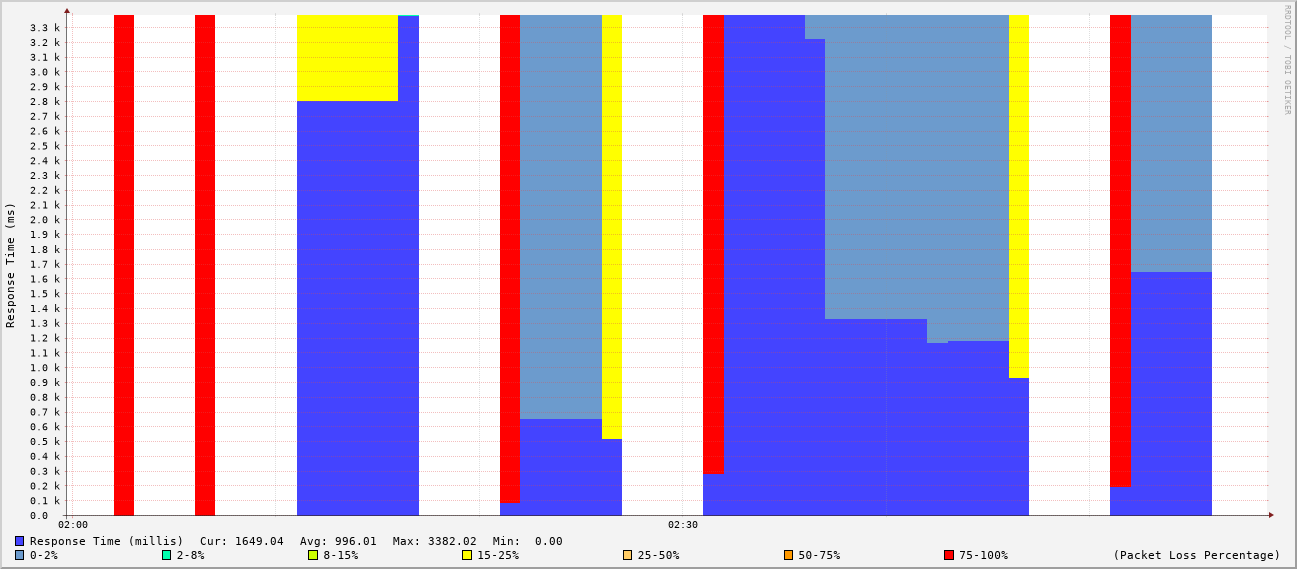 RRDTOOL / TOBI OETIKER
Response Time (ms)
3.3 k
3.2 k
3.1 k
3.0 k
2.9 k
2.8 k
2.7 k
2.6 k
2.5 k
2.4 k
2.3 k
2.2 k
2.1 k
2.0 k
1.9 k
1.8 k
1.7 k
1.6 k
1.5 k
1.4 k
1.3 k
1.2 k
1.1 k
1.0 k
0.9 k
0.8 k
0.7 k
0.6 k
0.5 k
0.4 k
0.3 k
0.2 k
0.1 k
0.0
02:00 02:30
Response Time (millis) Cur: 1649.04 Avg: 996.01 Max: 3382.02 Min: 0.00
0-2% 2-8% 8-15% 15-25% 25-50% 50-75% 75-100% (Packet Loss Percentage)